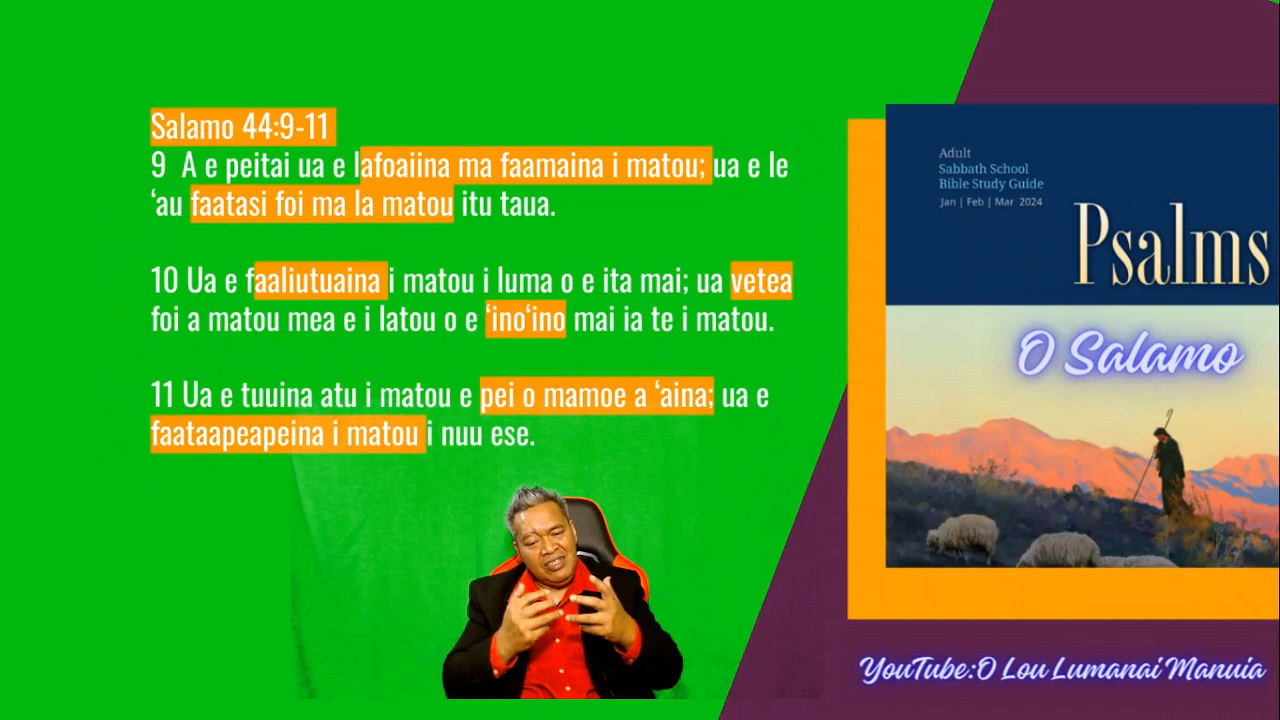 Salamo 44:9-11
9 A e peitai ua e lafoaiina ma faamaina i matou; ua e le
‘au faatasi foi ma la matou itu taua.
10 Ua e faaliutuaina i matou i luma o e ita mai; ua vetea
foi a matou mea e i latou o e ‘ino‘ino mai ia te i matou.
11 Ua e tuuina atu i matou e pei o mamoe a ‘aina; ua e
faataapeapeina i matou i nuu ese.
Adult
Sabbath School
Bible Study Guide
Jan | Feb | Mar 2024
Psalms
O Salamo
YouTube:O Lou Lumanai Manuia